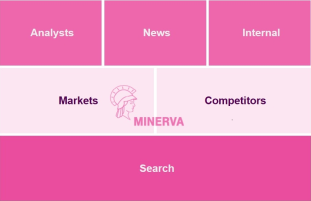 Analysts News Internal
Markets Competitors
MINERVA
Search